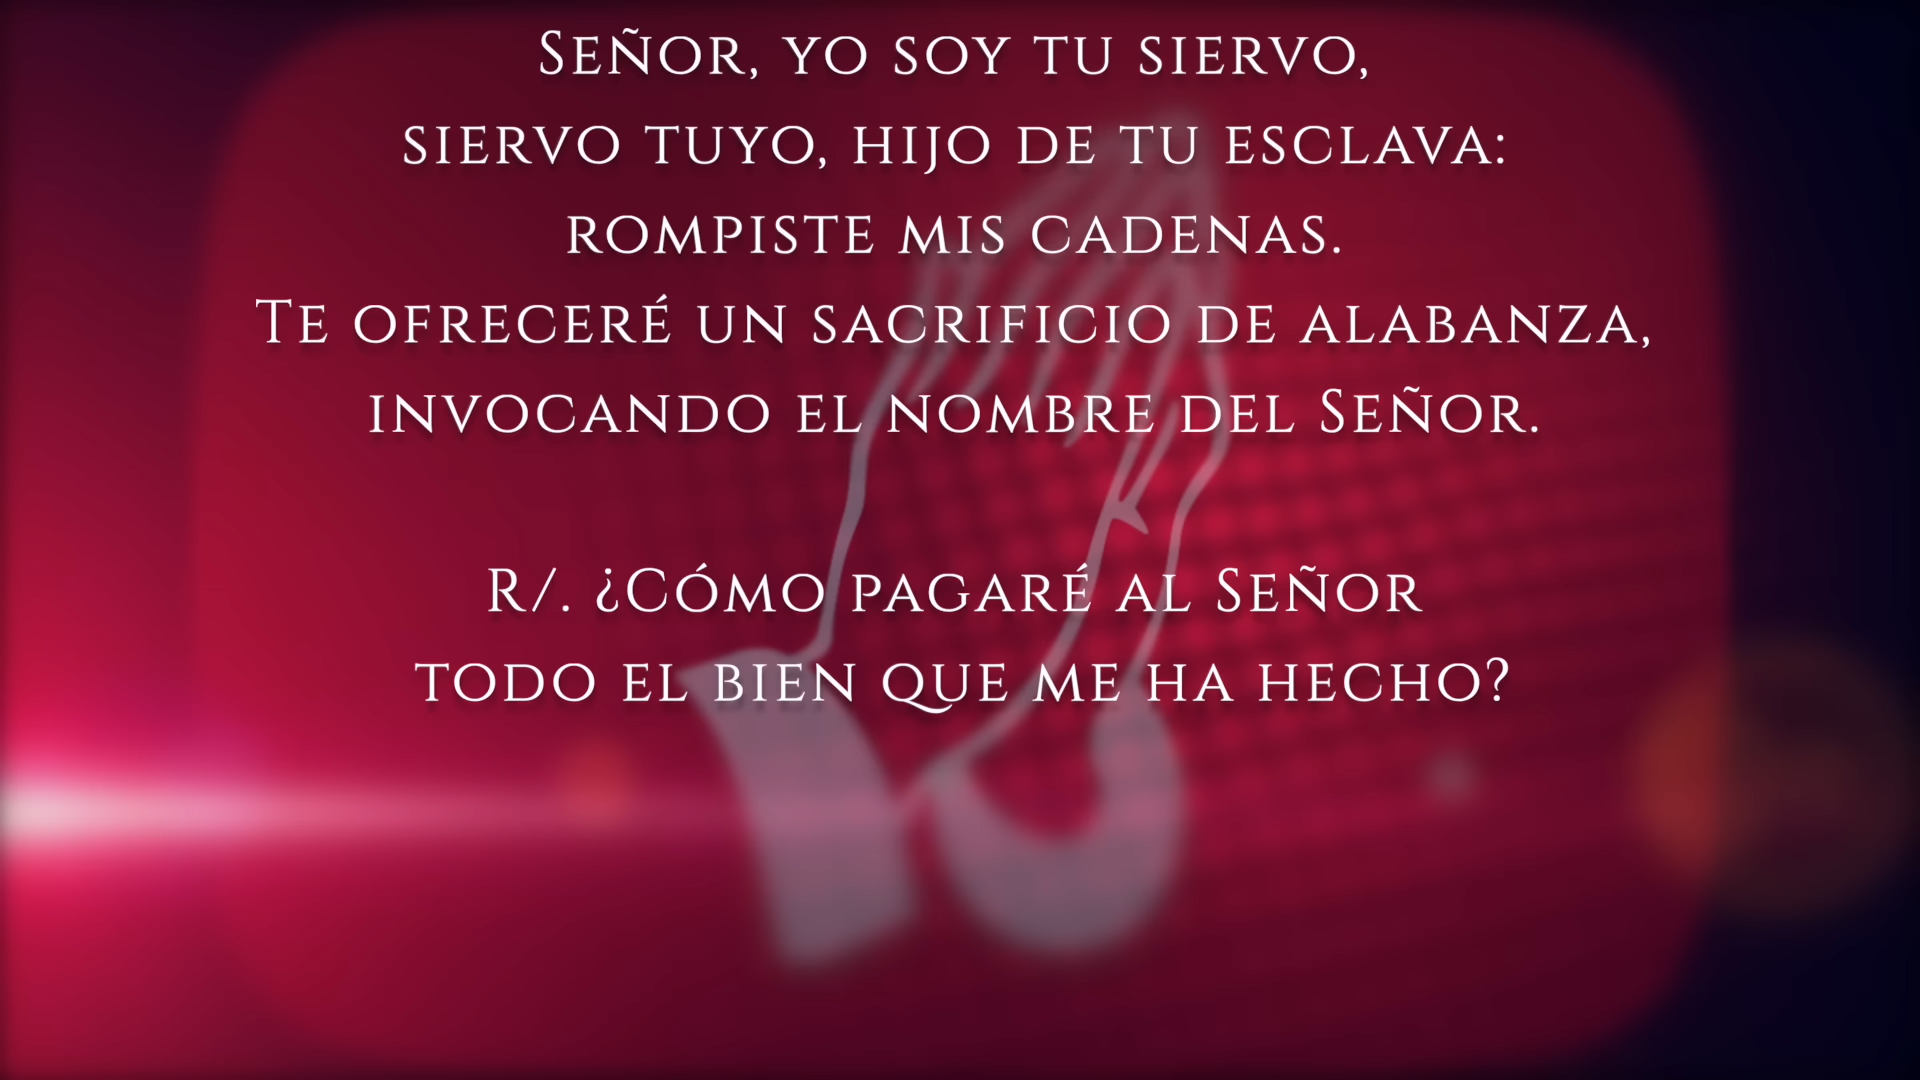 Señor, yo soy tu siervo,
siervo tuyo, hijo de tu esclava:
rompiste mis cadenas.
Te ofreceré un sacrificio de alabanza,
invocando el nombre del Señor.
R/. ¿Cómo pagaré al Señor
todo el bien que me ha hecho?